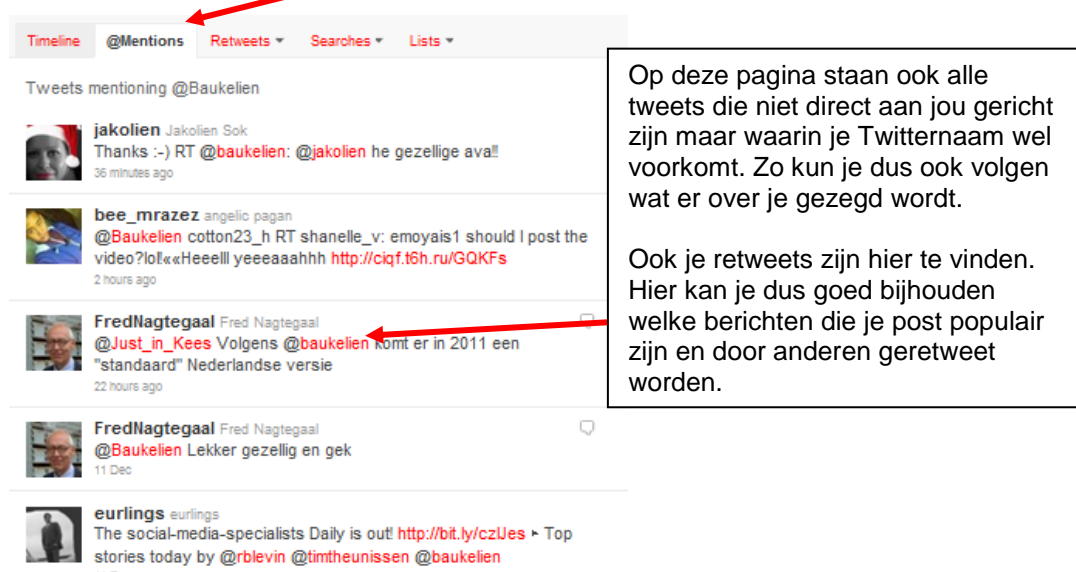 Timeline @Mentions Retweets Searches Lists
Tweets mentioning @Baukelien
jakolien Jakolien Sok
Thanks :-) RT @baukelien: @jakolien he gezellige ava!!
36 minutes ago
bee_mrazez angelic pagan
@Baukelien cotton23_h RT shanelle_v: emoyais1 should I post the
video?lol!««Heeelll yeeeaaahhh http://ciqf.t6h.ru/GQKFs
2 hours ago
FredNagtegaal Fred Nagtegaal
@Just_in_Kees Volgens @baukelien komt er in 2011 een
"standaard" Nederlandse versie
22 hours ago
FredNagtegaal Fred Nagtegaal
@Baukelien Lekker gezellig en gek
11 Dec
eurlings eurlings
The social-media-specialists Daily is out! http://bit.ly/czlJes ▸ Top
stories today by @rblevin @timtheunissen @baukelien
Op deze pagina staan ook alle
tweets die niet direct aan jou gericht
zijn maar waarin je Twitternaam wel
voorkomt. Zo kun je dus ook volgen
wat er over je gezegd wordt.
Ook je retweets zijn hier te vinden.
Hier kan je dus goed bijhouden
welke berichten die je post populair
zijn en door anderen geretweet
worden.